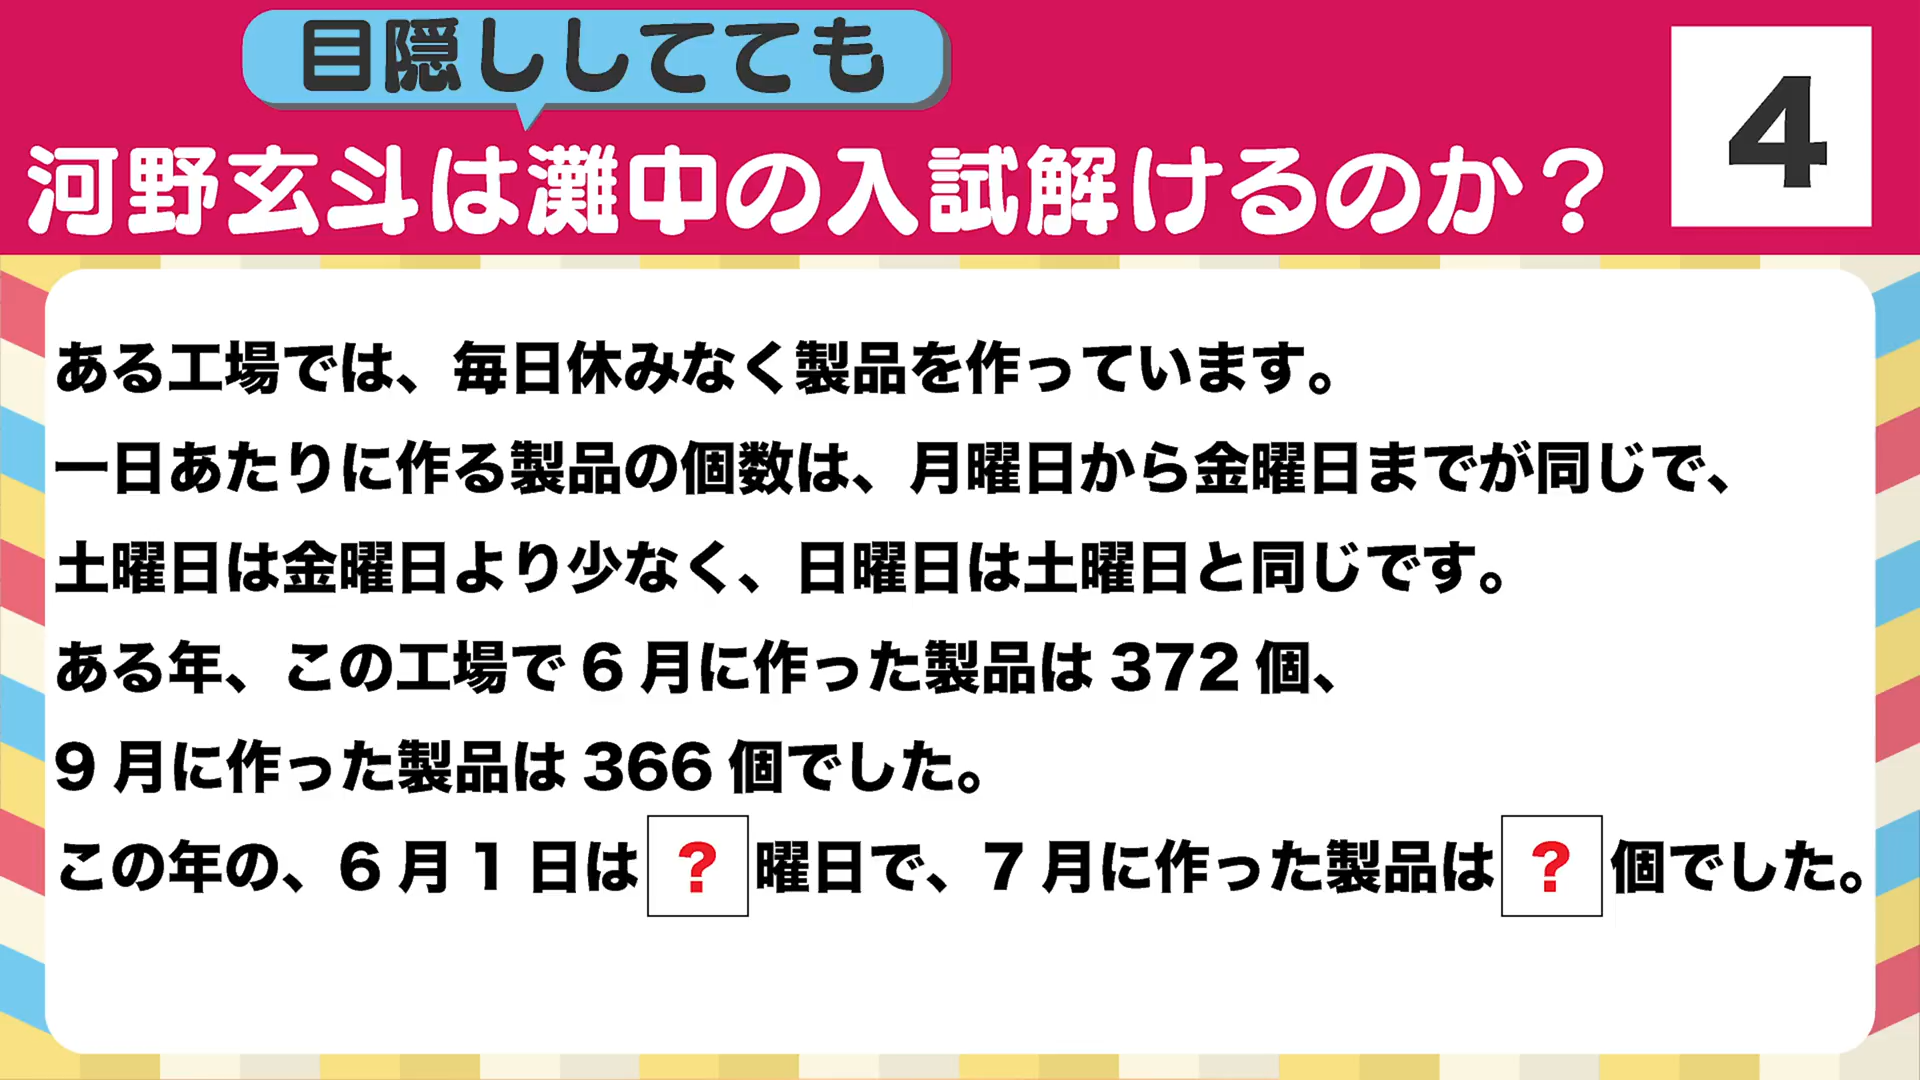 目隠ししてても
河野玄斗は灘中の入試解けるのか？
4
ある工場では、毎日休みなく製品を作っています。
一日あたりに作る製品の個数は、月曜日から金曜日までが同じで、
土曜日は金曜日より少なく、日曜日は土曜日と同じです。
ある年、この工場で6月に作った製品は372個、
9月に作った製品は366個でした。
この年の、6月1日は?曜日で、7月に作った製品は?個でした。